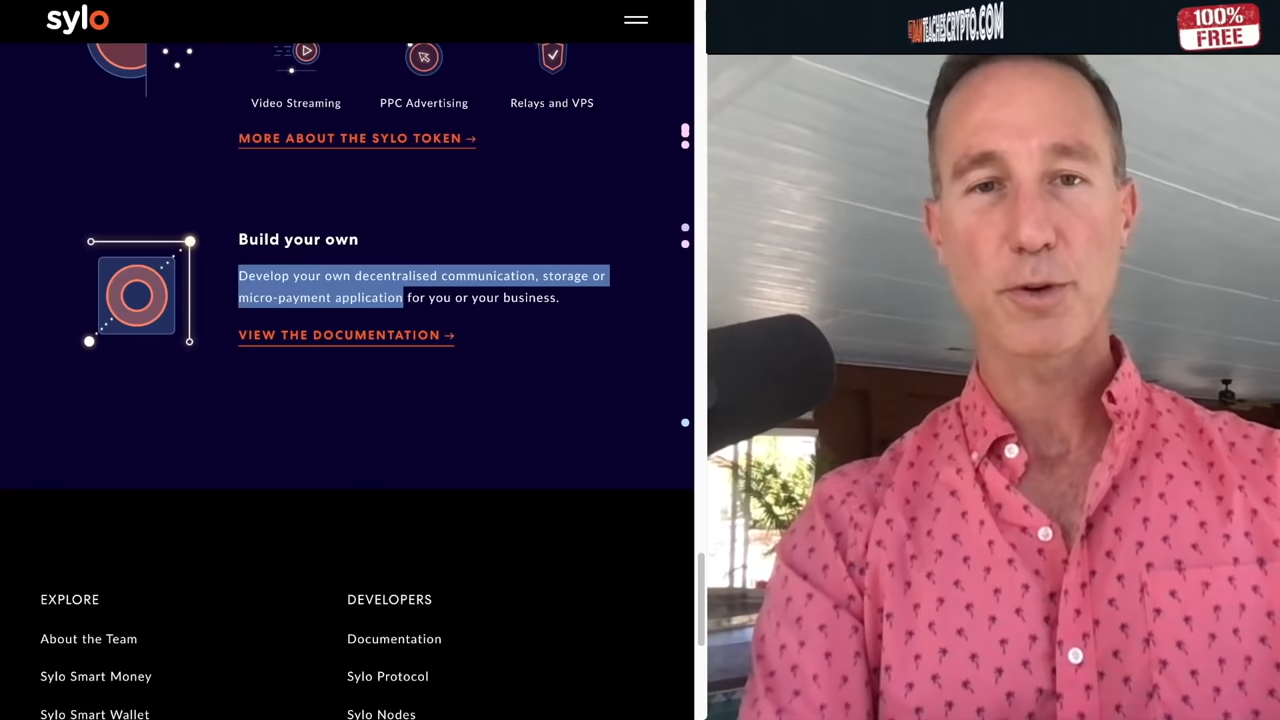 sylo
Video Streaming
PPC Advertising
Relays and VPS
MORE ABOUT THE SYLO TOKEN →
Build your own
Develop your own decentralised communication, storage or
micro-payment application for you or your business.
VIEW THE DOCUMENTATION →
EXPLORE
DEVELOPERS
About the Team
Documentation
Sylo Smart Money
Sylo Protocol
Sylo Smart Wallet
Sylo Nodes
DANTEACHESCRYPTO.COM
100%
FREE